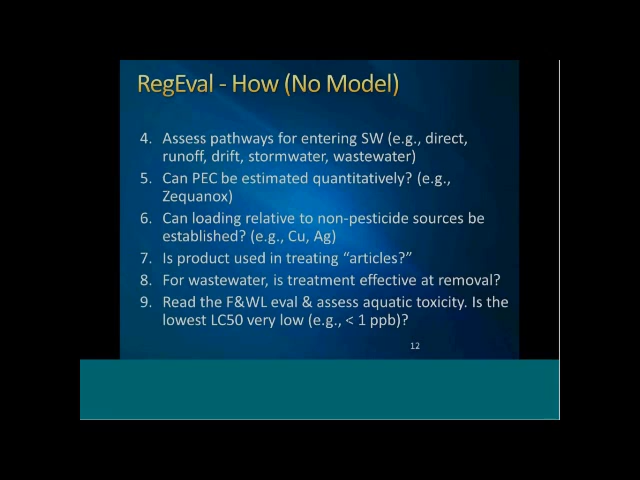 RegEval - How (No Model)
4. Assess pathways for entering SW (e.g., direct,
runoff, drift, stormwater, wastewater)
5. Can PEC be estimated quantitatively? (e.g.,
Zequanox)
6. Can loading relative to non-pesticide sources be
established? (e.g., Cu, Ag)
7. Is product used in treating “articles?”
8. For wastewater, is treatment effective at removal?
9. Read the F&WL eval & assess aquatic toxicity. Is the
lowest LC50 very low (e.g., < 1 ppb)?
12